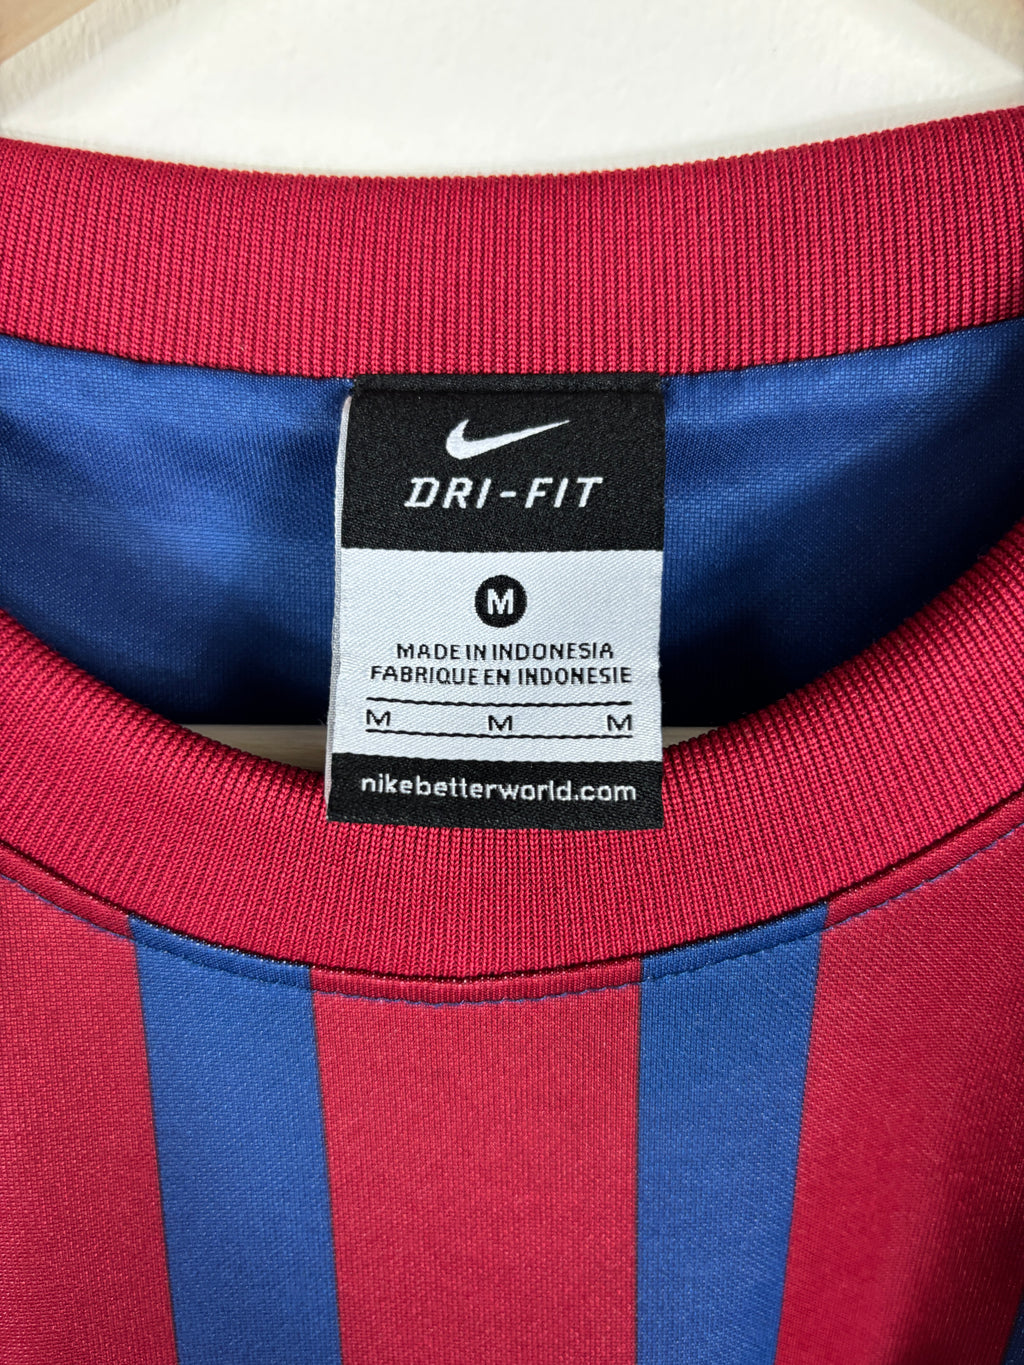 DRI-FIT
M
MADE IN INDONESIA
FABRIQUE EN INDONESIE
M M M
nikebetterworld.com